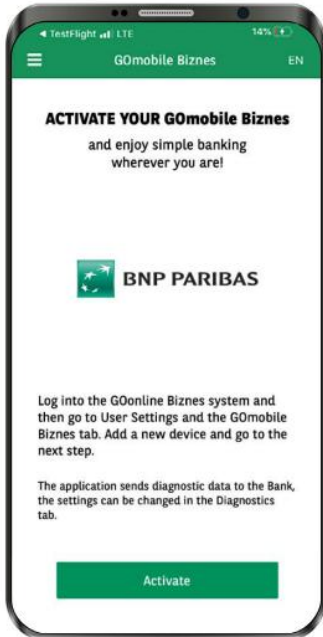 TestFlight LTE 14%
GOmobile Biznes EN
ACTIVATE YOUR GOmobile Biznes
and enjoy simple banking
wherever you are!
BNP PARIBAS
Log into the GOonline Biznes system and
then go to User Settings and the GOmobile
Biznes tab. Add a new device and go to the
next step.
The application sends diagnostic data to the Bank,
the settings can be changed in the Diagnostics
tab.
Activate